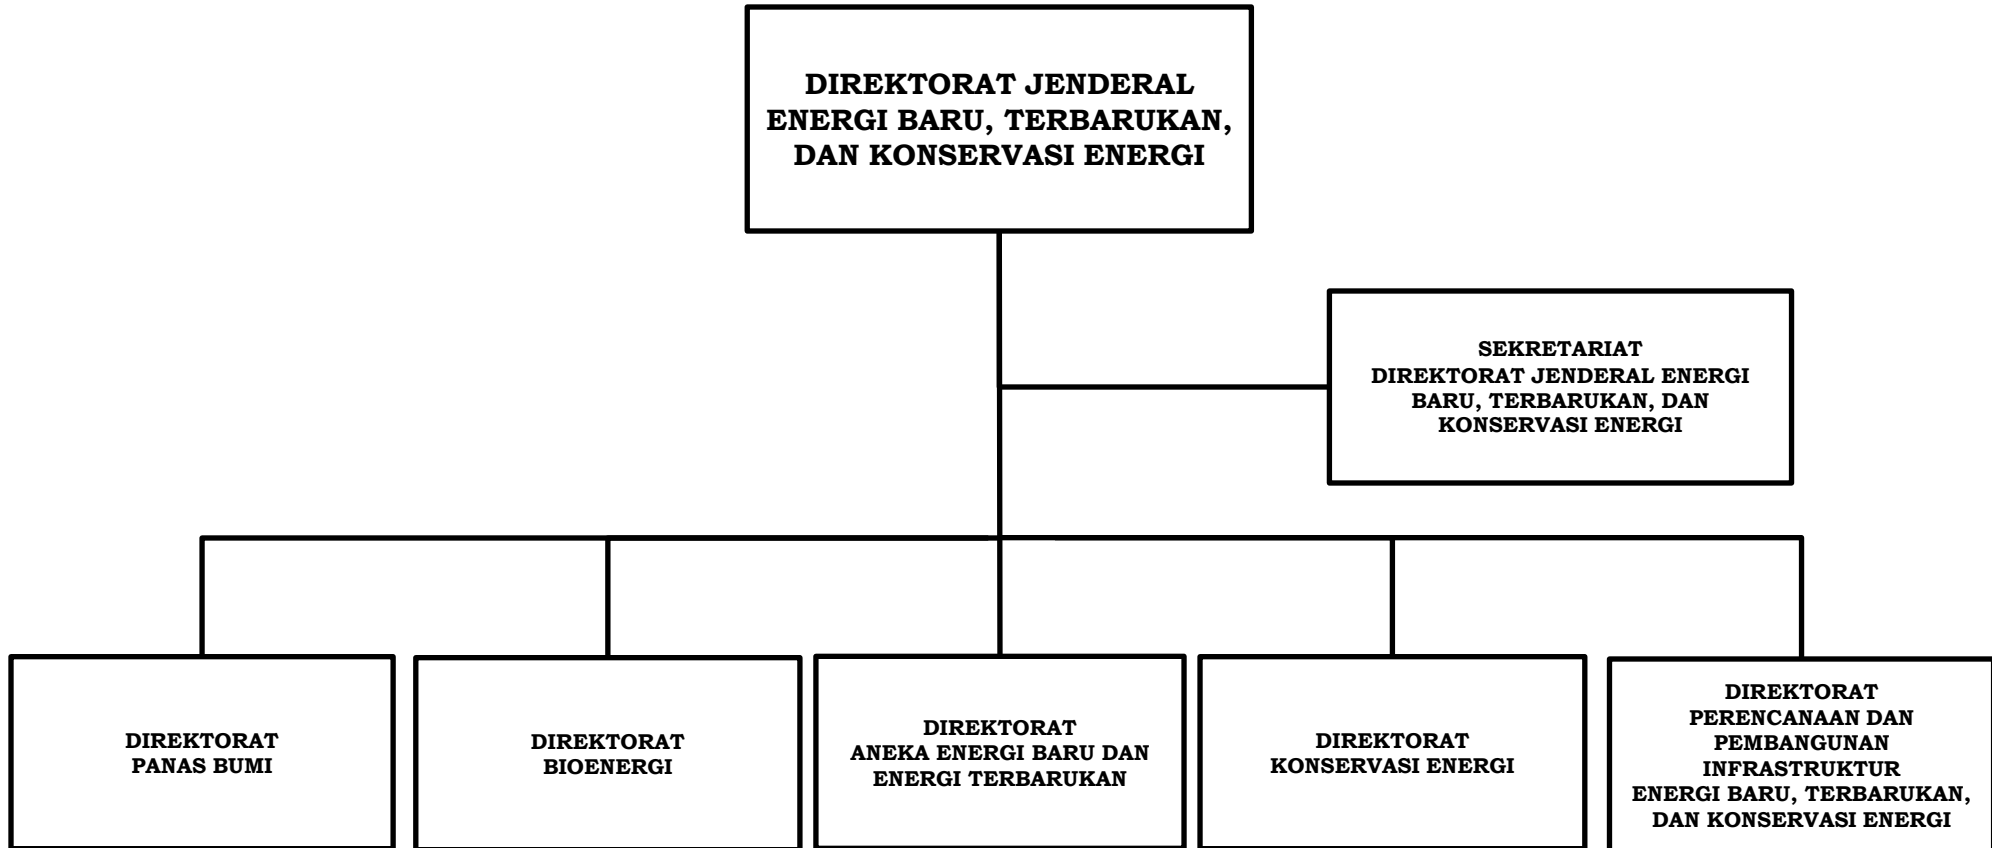 DIREKTORAT JENDERAL
ENERGI BARU, TERBARUKAN,
DAN KONSERVASI ENERGI
SEKRETARIAT
DIREKTORAT JENDERAL ENERGI
BARU, TERBARUKAN, DAN
KONSERVASI ENERGI
DIREKTORAT
PANAS BUMI
DIREKTORAT
BIOENERGI
DIREKTORAT
ANEKA ENERGI BARU DAN
ENERGI TERBARUKAN
DIREKTORAT
KONSERVASI ENERGI
DIREKTORAT
PERENCANAAN DAN
PEMBANGUNAN
INFRASTRUKTUR
ENERGI BARU, TERBARUKAN,
DAN KONSERVASI ENERGI